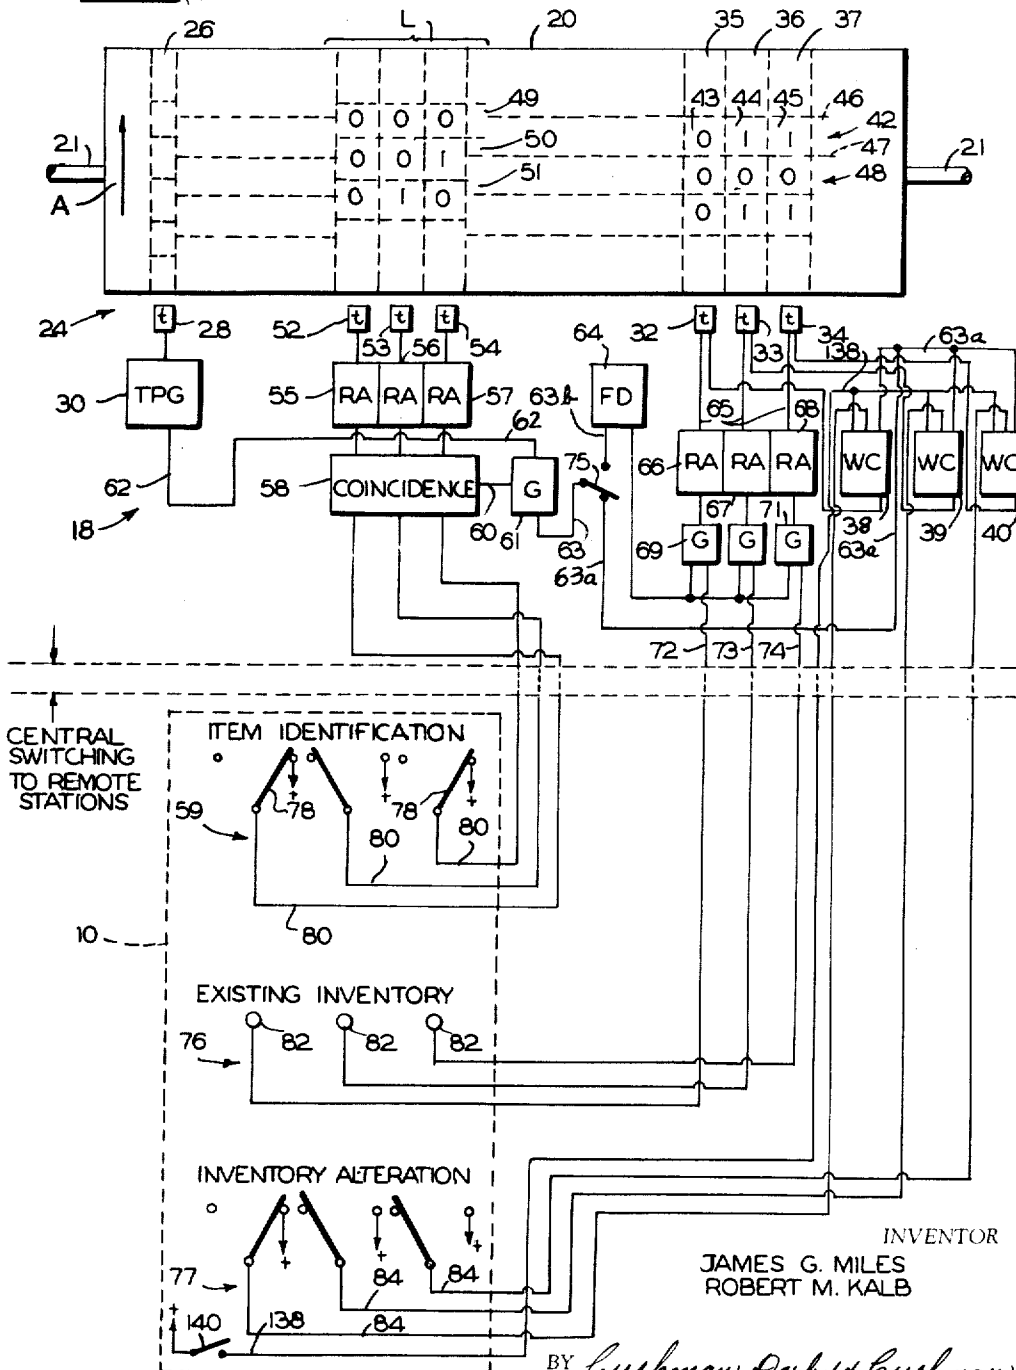 26 L 20 35 36 37
49 43 44 45 46
0 0 0 42
50 0 1 1
21 0 0 1 47 21
51 0 0 0 48
A 0 1 0
0 1 1
24 t 28 52 t t t 54 64 32 t t t 34 63a
53 56 33 138
30 TPG 55 RA RA RA 57 63b FD 65 68
62 66 RA RA RA WC WC WC
62 58 COINCIDENCE G 75 67 71 38 39 40
18 60 61 63 69 G G G 63a
63a
72 73 74
CENTRAL
SWITCHING
TO REMOTE
STATIONS
ITEM IDENTIFICATION
+ + +
59 78 78
80 80
80
10
EXISTING INVENTORY
76 82 82 82
INVENTORY ALTERATION
+ + +
77 84 84
84
+ 140 138
INVENTOR
JAMES G. MILES
ROBERT M. KALB
BY Cushman, Darby & Cushman